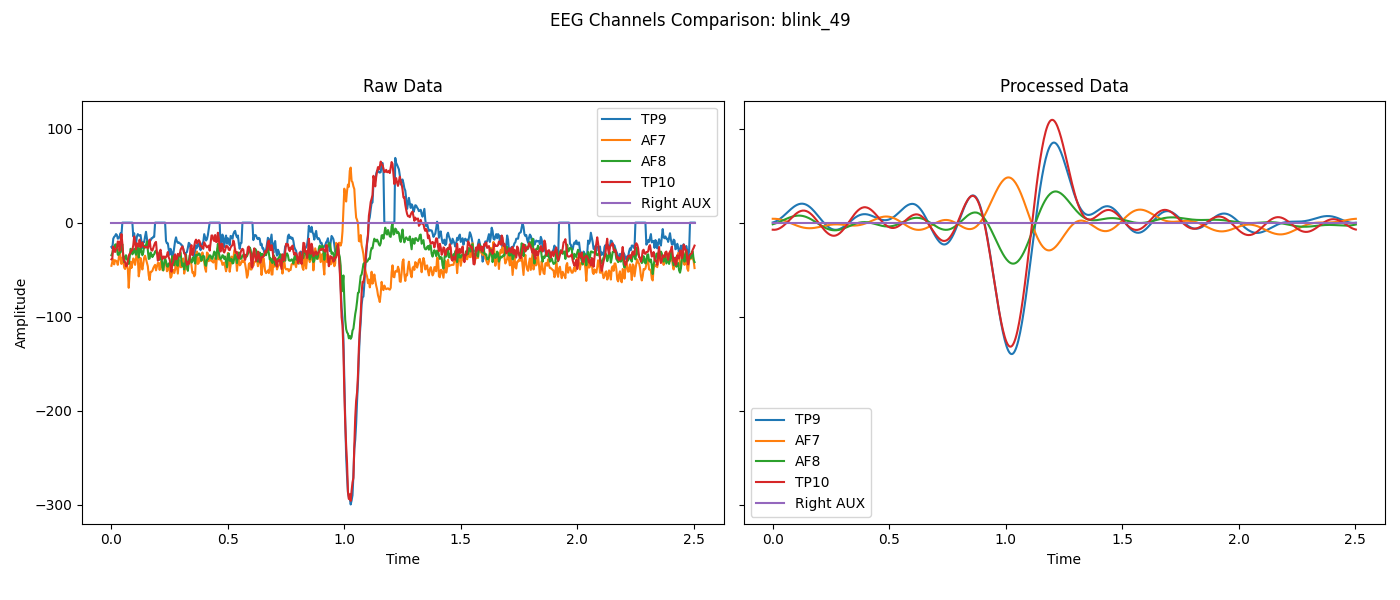 EEG Channels Comparison: blink_49
Raw Data
Processed Data
TP9
AF7
AF8
TP10
Right AUX
TP9
AF7
AF8
TP10
Right AUX
100
0
−100
−200
−300
Amplitude
0.0 0.5 1.0 1.5 2.0 2.5
0.0 0.5 1.0 1.5 2.0 2.5
Time
Time